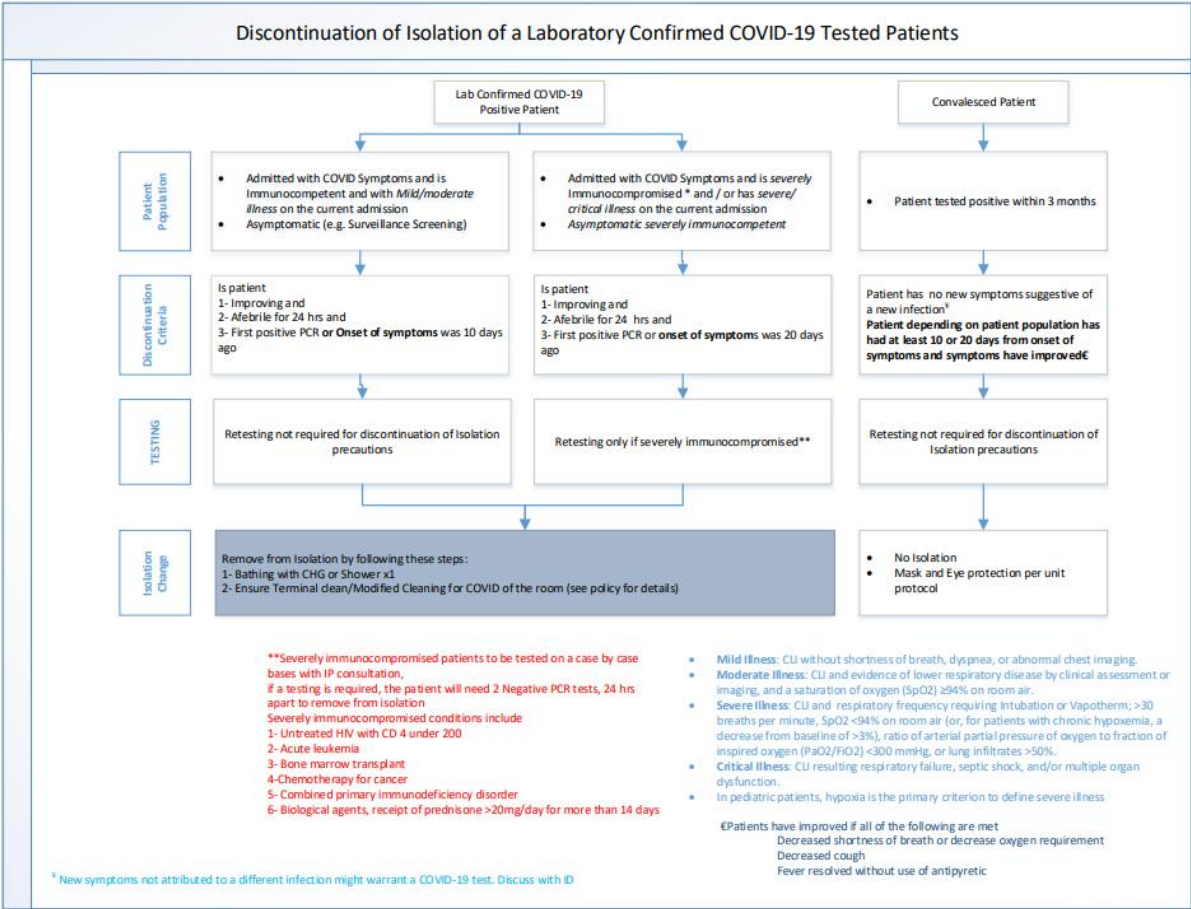 Discontinuation of Isolation of a Laboratory Confirmed COVID-19 Tested Patients
Lab Confirmed COVID-19
Positive Patient
Convalesced Patient
Patient
Population
• Admitted with COVID Symptoms and is
Immunocompetent and with Mild/moderate
illness on the current admission
• Asymptomatic (e.g. Surveillance Screening)
• Admitted with COVID Symptoms and is severely
Immunocompromised * and / or has severe/
critical illness on the current admission
• Asymptomatic severely immunocompetent
• Patient tested positive within 3 months
Discontinuation
Criteria
Is patient
1- Improving and
2- Afebrile for 24 hrs and
3- First positive PCR or Onset of symptoms was 10 days
ago
Is patient
1- Improving and
2- Afebrile for 24 hrs and
3- First positive PCR or onset of symptoms was 20 days
ago
Patient has no new symptoms suggestive of
a new infection¥
Patient depending on patient population has
had at least 10 or 20 days from onset of
symptoms and symptoms have improved€
TESTING
Retesting not required for discontinuation of Isolation
precautions
Retesting only if severely immunocompromised**
Retesting not required for discontinuation of
Isolation precautions
Isolation
Change
Remove from Isolation by following these steps:
1- Bathing with CHG or Shower x1
2- Ensure Terminal clean/Modified Cleaning for COVID of the room (see policy for details)
• No Isolation
• Mask and Eye protection per unit
protocol
**Severely immunocompromised patients to be tested on a case by case
bases with IP consultation,
if a testing is required, the patient will need 2 Negative PCR tests, 24 hrs
apart to remove from isolation
Severely immunocompromised conditions include
1- Untreated HIV with CD 4 under 200
2- Acute leukemia
3- Bone marrow transplant
4-Chemotherapy for cancer
5- Combined primary immunodeficiency disorder
6- Biological agents, receipt of prednisone >20mg/day for more than 14 days
• Mild Illness: CLI without shortness of breath, dyspnea, or abnormal chest imaging.
• Moderate Illness: CLI and evidence of lower respiratory disease by clinical assessment or
imaging, and a saturation of oxygen (SpO2) ≥94% on room air.
• Severe Illness: CLI and respiratory frequency requiring Intubation or Vapotherm; >30
breaths per minute, SpO2 <94% on room air (or, for patients with chronic hypoxemia, a
decrease from baseline of >3%), ratio of arterial partial pressure of oxygen to fraction of
inspired oxygen (PaO2/FiO2) <300 mmHg, or lung infiltrates >50%.
• Critical Illness: CLI resulting respiratory failure, septic shock, and/or multiple organ
dysfunction.
• In pediatric patients, hypoxia is the primary criterion to define severe illness
€Patients have improved if all of the following are met
Decreased shortness of breath or decrease oxygen requirement
Decreased cough
Fever resolved without use of antipyretic
¥ New symptoms not attributed to a different infection might warrant a COVID-19 test. Discuss with ID